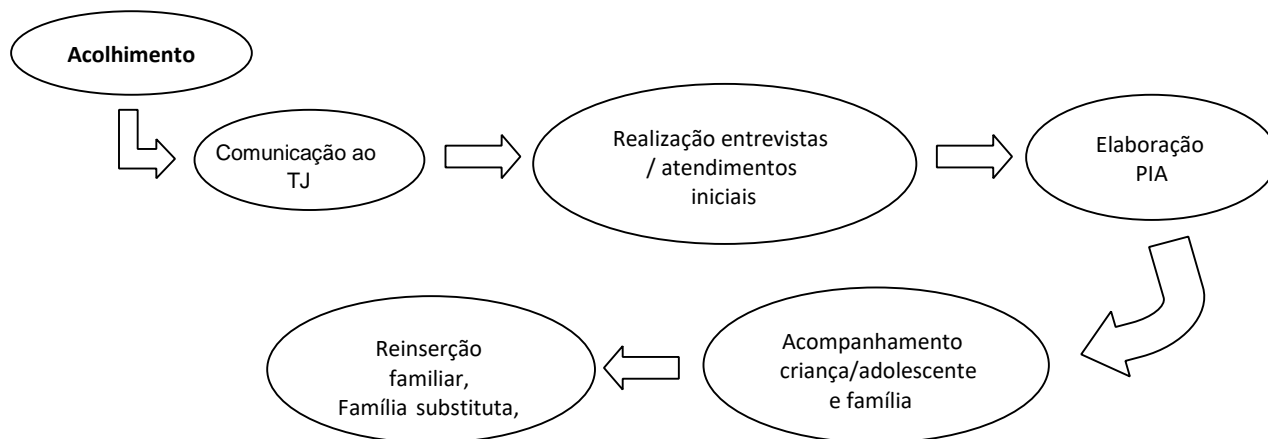 Acolhimento
Comunicação ao
TJ
Realização entrevistas
/ atendimentos
iniciais
Elaboração
PIA
Acompanhamento
criança/adolescente
e família
Reinserção
familiar,
Família substituta,